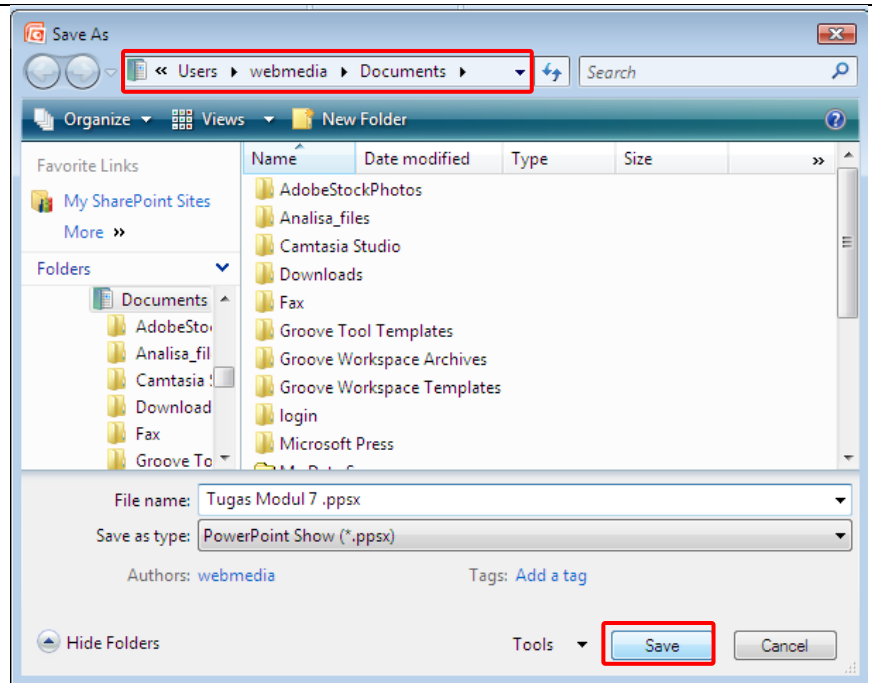 Save As
« Users webmedia Documents
Search
Organize Views New Folder
Favorite Links
My SharePoint Sites
More »
Folders
Documents
AdobeSto
Analisa_fil
Camtasia S
Download
Fax
Groove To
Name Date modified Type Size »
AdobeStockPhotos
Analisa_files
Camtasia Studio
Downloads
Fax
Groove Tool Templates
Groove Workspace Archives
Groove Workspace Templates
login
Microsoft Press
File name: Tugas Modul 7 .ppsx
Save as type: PowerPoint Show (*.ppsx)
Authors: webmedia Tags: Add a tag
Hide Folders Tools Save Cancel